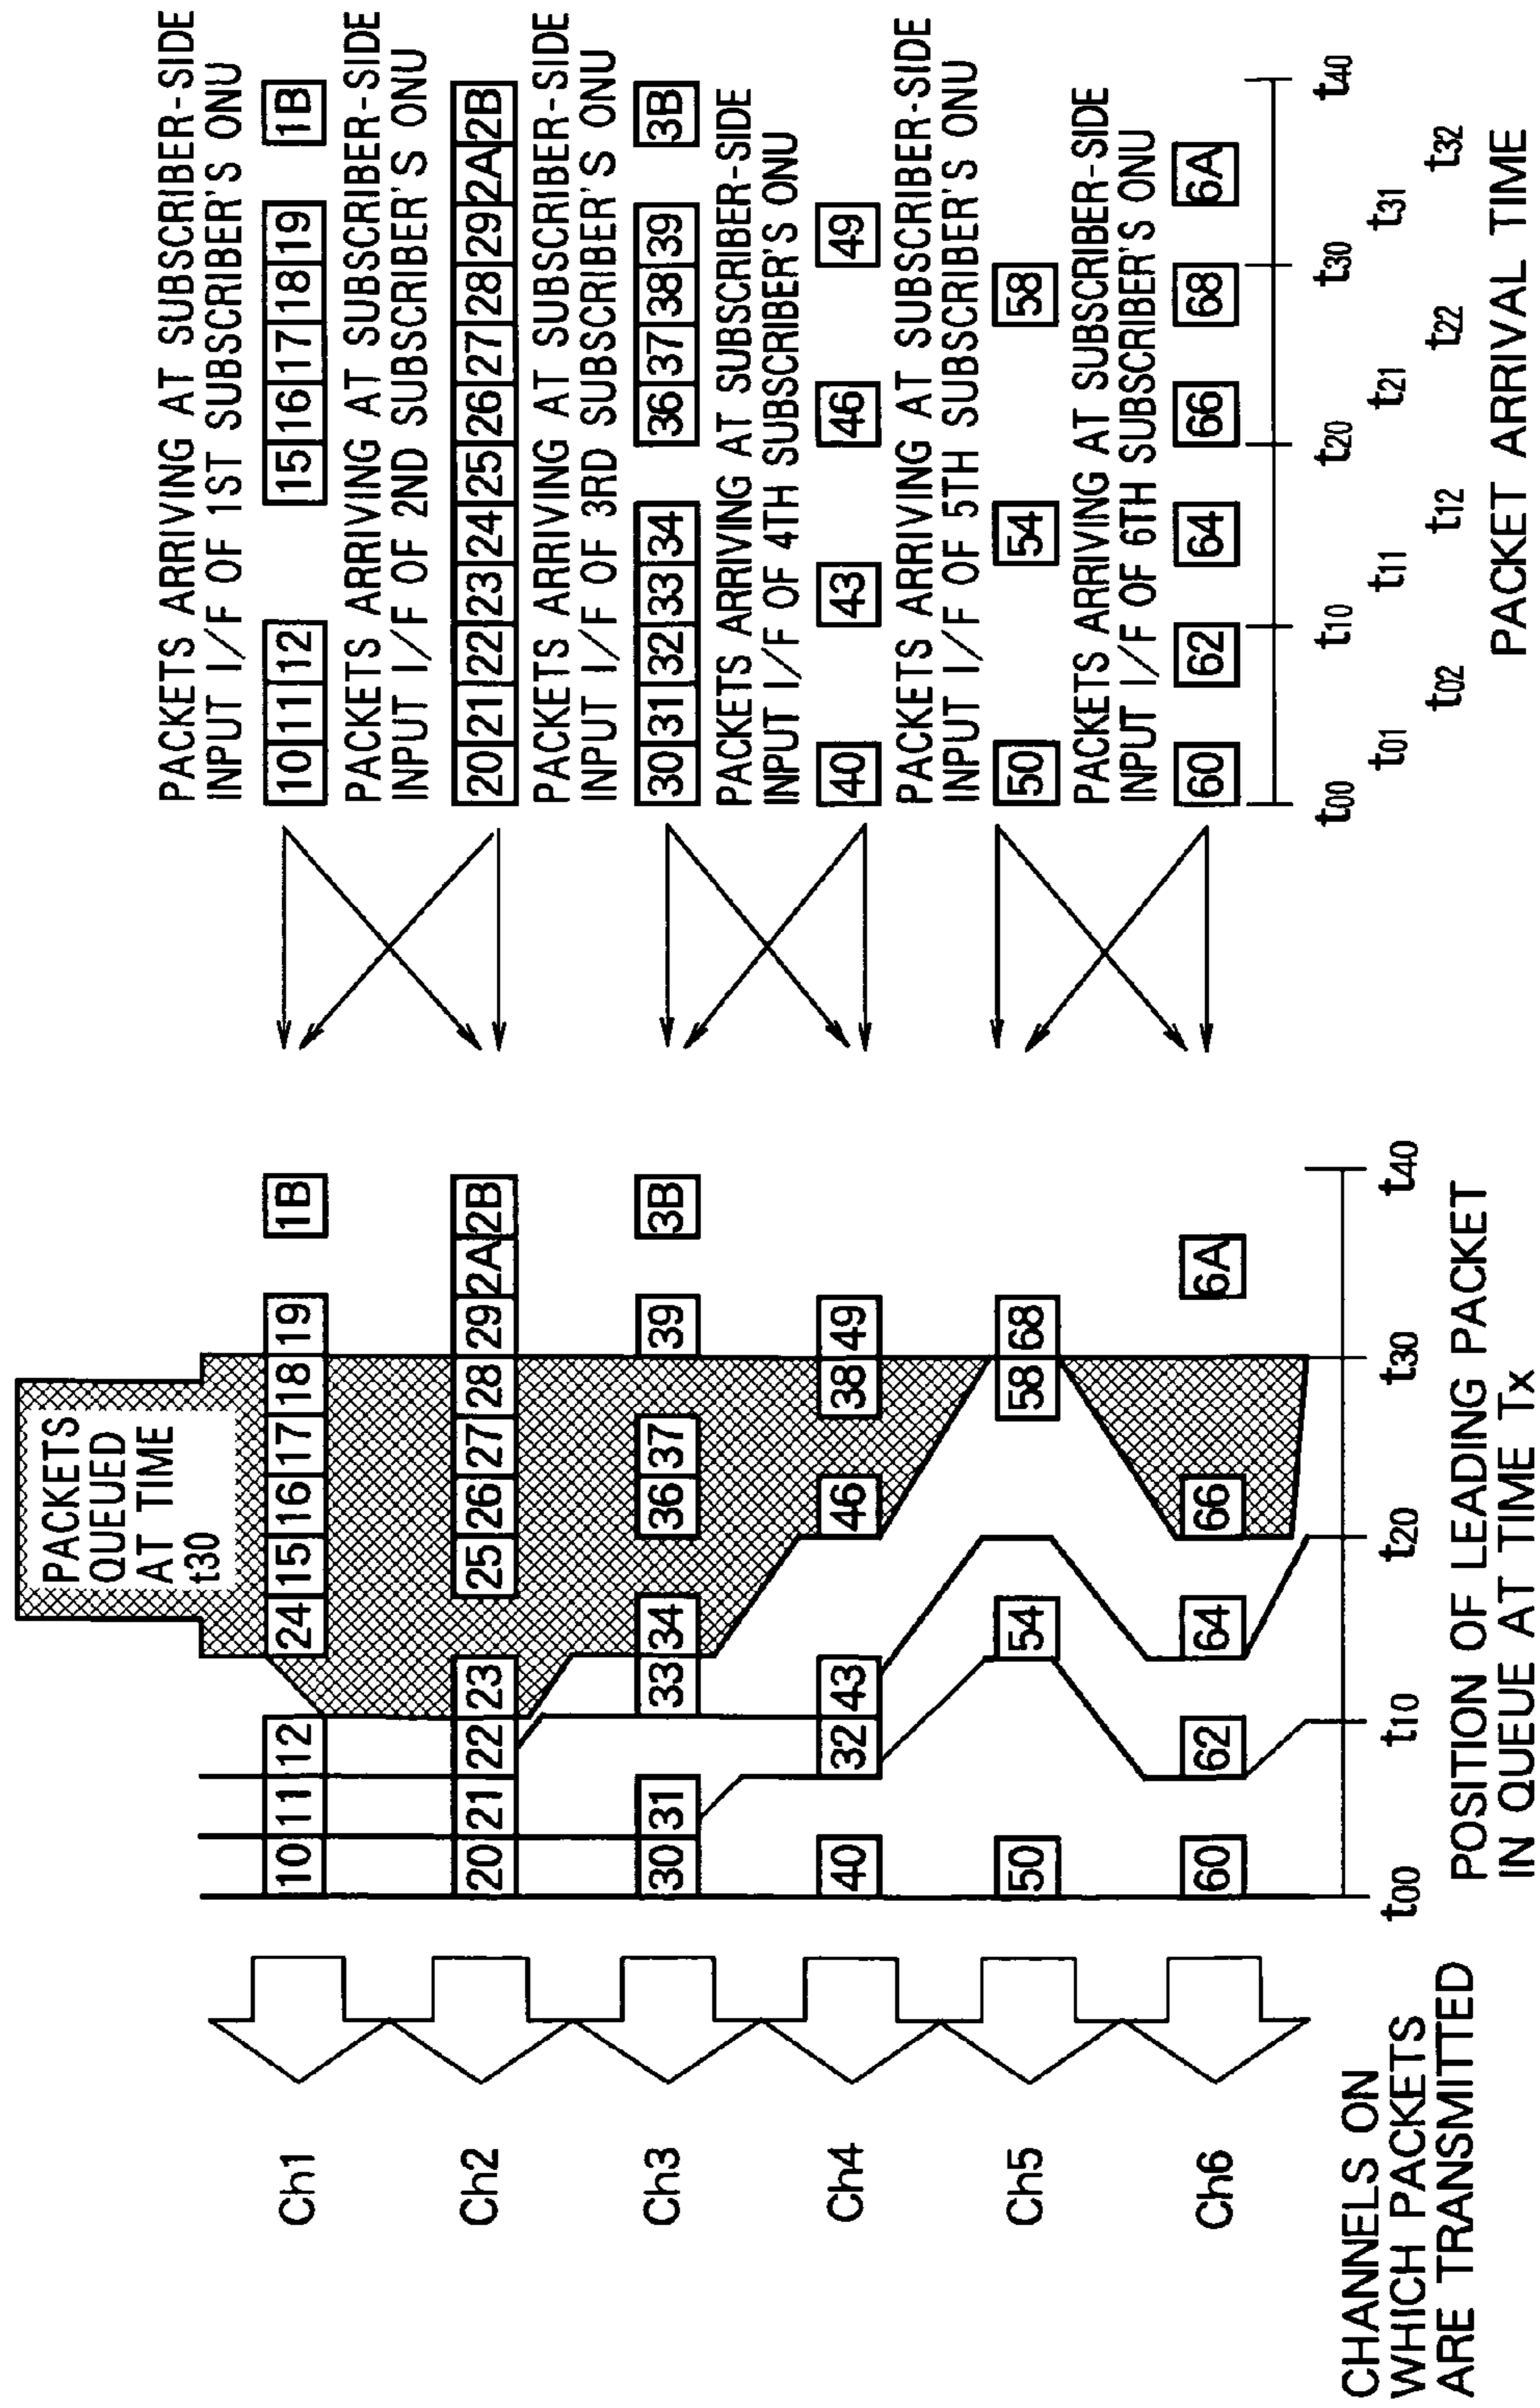 PACKETS
QUEUED
AT TIME
t30
Ch1
10 11 12 24 15 16 17 18 19 1B
Ch2
20 21 22 23 25 26 27 28 29 2A 2B
Ch3
30 31 33 34 36 37 39 3B
Ch4
40 32 43 46 38 49
Ch5
50 54 58 68
Ch6
60 62 64 66 6A
t00 t10 t20 t30 t40
CHANNELS ON
WHICH PACKETS
ARE TRANSMITTED
POSITION OF LEADING PACKET
IN QUEUE AT TIME Tx
PACKETS ARRIVING AT SUBSCRIBER-SIDE
INPUT I/F OF 1ST SUBSCRIBER'S ONU
10 11 12 15 16 17 18 19 1B
PACKETS ARRIVING AT SUBSCRIBER-SIDE
INPUT I/F OF 2ND SUBSCRIBER'S ONU
20 21 22 23 24 25 26 27 28 29 2A 2B
PACKETS ARRIVING AT SUBSCRIBER-SIDE
INPUT I/F OF 3RD SUBSCRIBER'S ONU
30 31 32 33 34 36 37 38 39 3B
PACKETS ARRIVING AT SUBSCRIBER-SIDE
INPUT I/F OF 4TH SUBSCRIBER'S ONU
40 43 46 49
PACKETS ARRIVING AT SUBSCRIBER-SIDE
INPUT I/F OF 5TH SUBSCRIBER'S ONU
50 54 58
PACKETS ARRIVING AT SUBSCRIBER-SIDE
INPUT I/F OF 6TH SUBSCRIBER'S ONU
60 62 64 66 68 6A
t00 t10 t20 t30 t40
t01 t11 t21 t31
t02 t12 t22 t32
PACKET ARRIVAL TIME